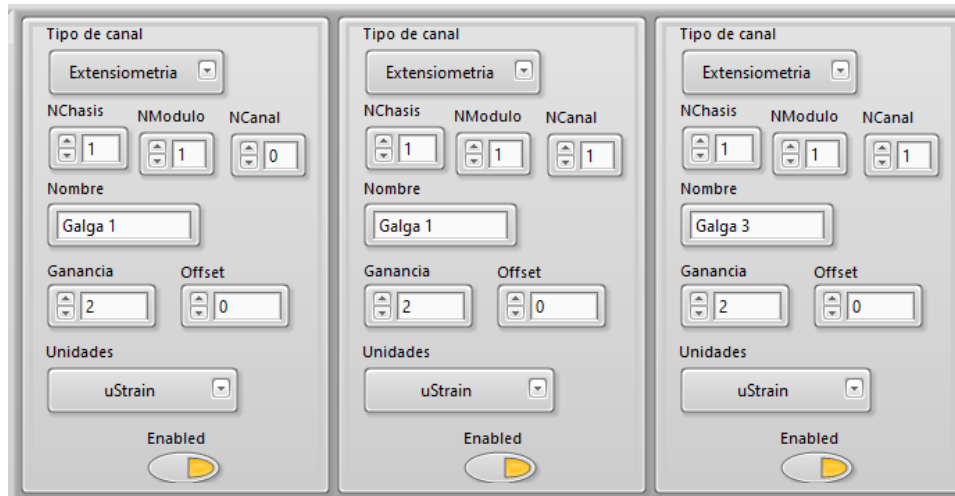 Tipo de canal
Extensiometria
NChasis NModulo NCanal
1 1 0
Nombre
Galga 1
Ganancia Offset
2 0
Unidades
uStrain
Enabled
Tipo de canal
Extensiometria
NChasis NModulo NCanal
1 1 1
Nombre
Galga 1
Ganancia Offset
2 0
Unidades
uStrain
Enabled
Tipo de canal
Extensiometria
NChasis NModulo NCanal
1 1 1
Nombre
Galga 3
Ganancia Offset
2 0
Unidades
uStrain
Enabled